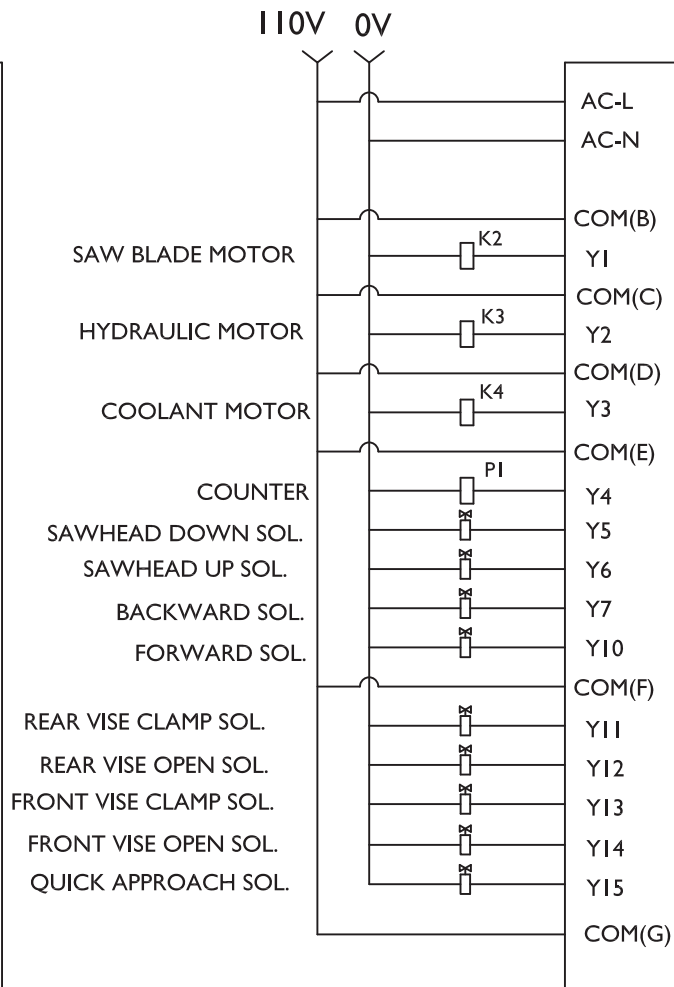 110V 0V
AC-L
AC-N
COM(B)
K2
SAW BLADE MOTOR Y1
COM(C)
K3
HYDRAULIC MOTOR Y2
COM(D)
K4
COOLANT MOTOR Y3
COM(E)
P1
COUNTER Y4
SAWHEAD DOWN SOL. Y5
SAWHEAD UP SOL. Y6
BACKWARD SOL. Y7
FORWARD SOL. Y10
COM(F)
REAR VISE CLAMP SOL. Y11
REAR VISE OPEN SOL. Y12
FRONT VISE CLAMP SOL. Y13
FRONT VISE OPEN SOL. Y14
QUICK APPROACH SOL. Y15
COM(G)